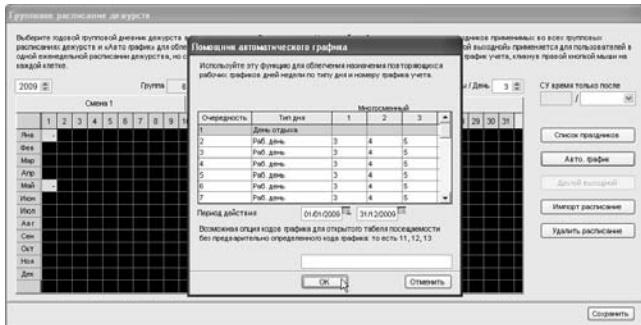 Групповое расписание дежурств
Выберите годовой групповой дневник дежурств
расписаниях дежурств и «Авто график» для обле
одной еженедельной расписании дежурства, но с
каждой клетке.
здников применимых во всех групповых
й выходной» применяется для пользователей в
график учета, кликнув правой кнопкой мыши на
2009
Группа
6
/ День
3
СУ время только после
/
Смена 1
1 2 3 4 5 6 7 8 9
29 30 31
Янв -
Фев
Мар
Апр
Май -
Июн
Июл
Авг
Сен
Окт
Ноя
Дек
Список праздников
Авто. график
Другой выходной
Импорт расписание
Удалить расписание
Сохранить
Помощник автоматического графика
Используйте эту функцию для облегчения назначения повторяющихся
рабочих графиков дней недели по типу дня и номеру графика учета.
Многосменный
Очередность Тип дня 1 2 3
1 День отдыха
2 Раб. день 3 4 5
3 Раб. день 3 4 5
4 Раб. день 3 4 5
5 Раб. день 3 4 5
6 Раб. день 3 4 5
7 Раб. день 3 4 5
Период действия 01/01/2009 31/12/2009
Возможная опция кодов графика для открытого табеля посещаемости
без предварительно определенного кода графика: то есть 11, 12, 13
OK
Отменить